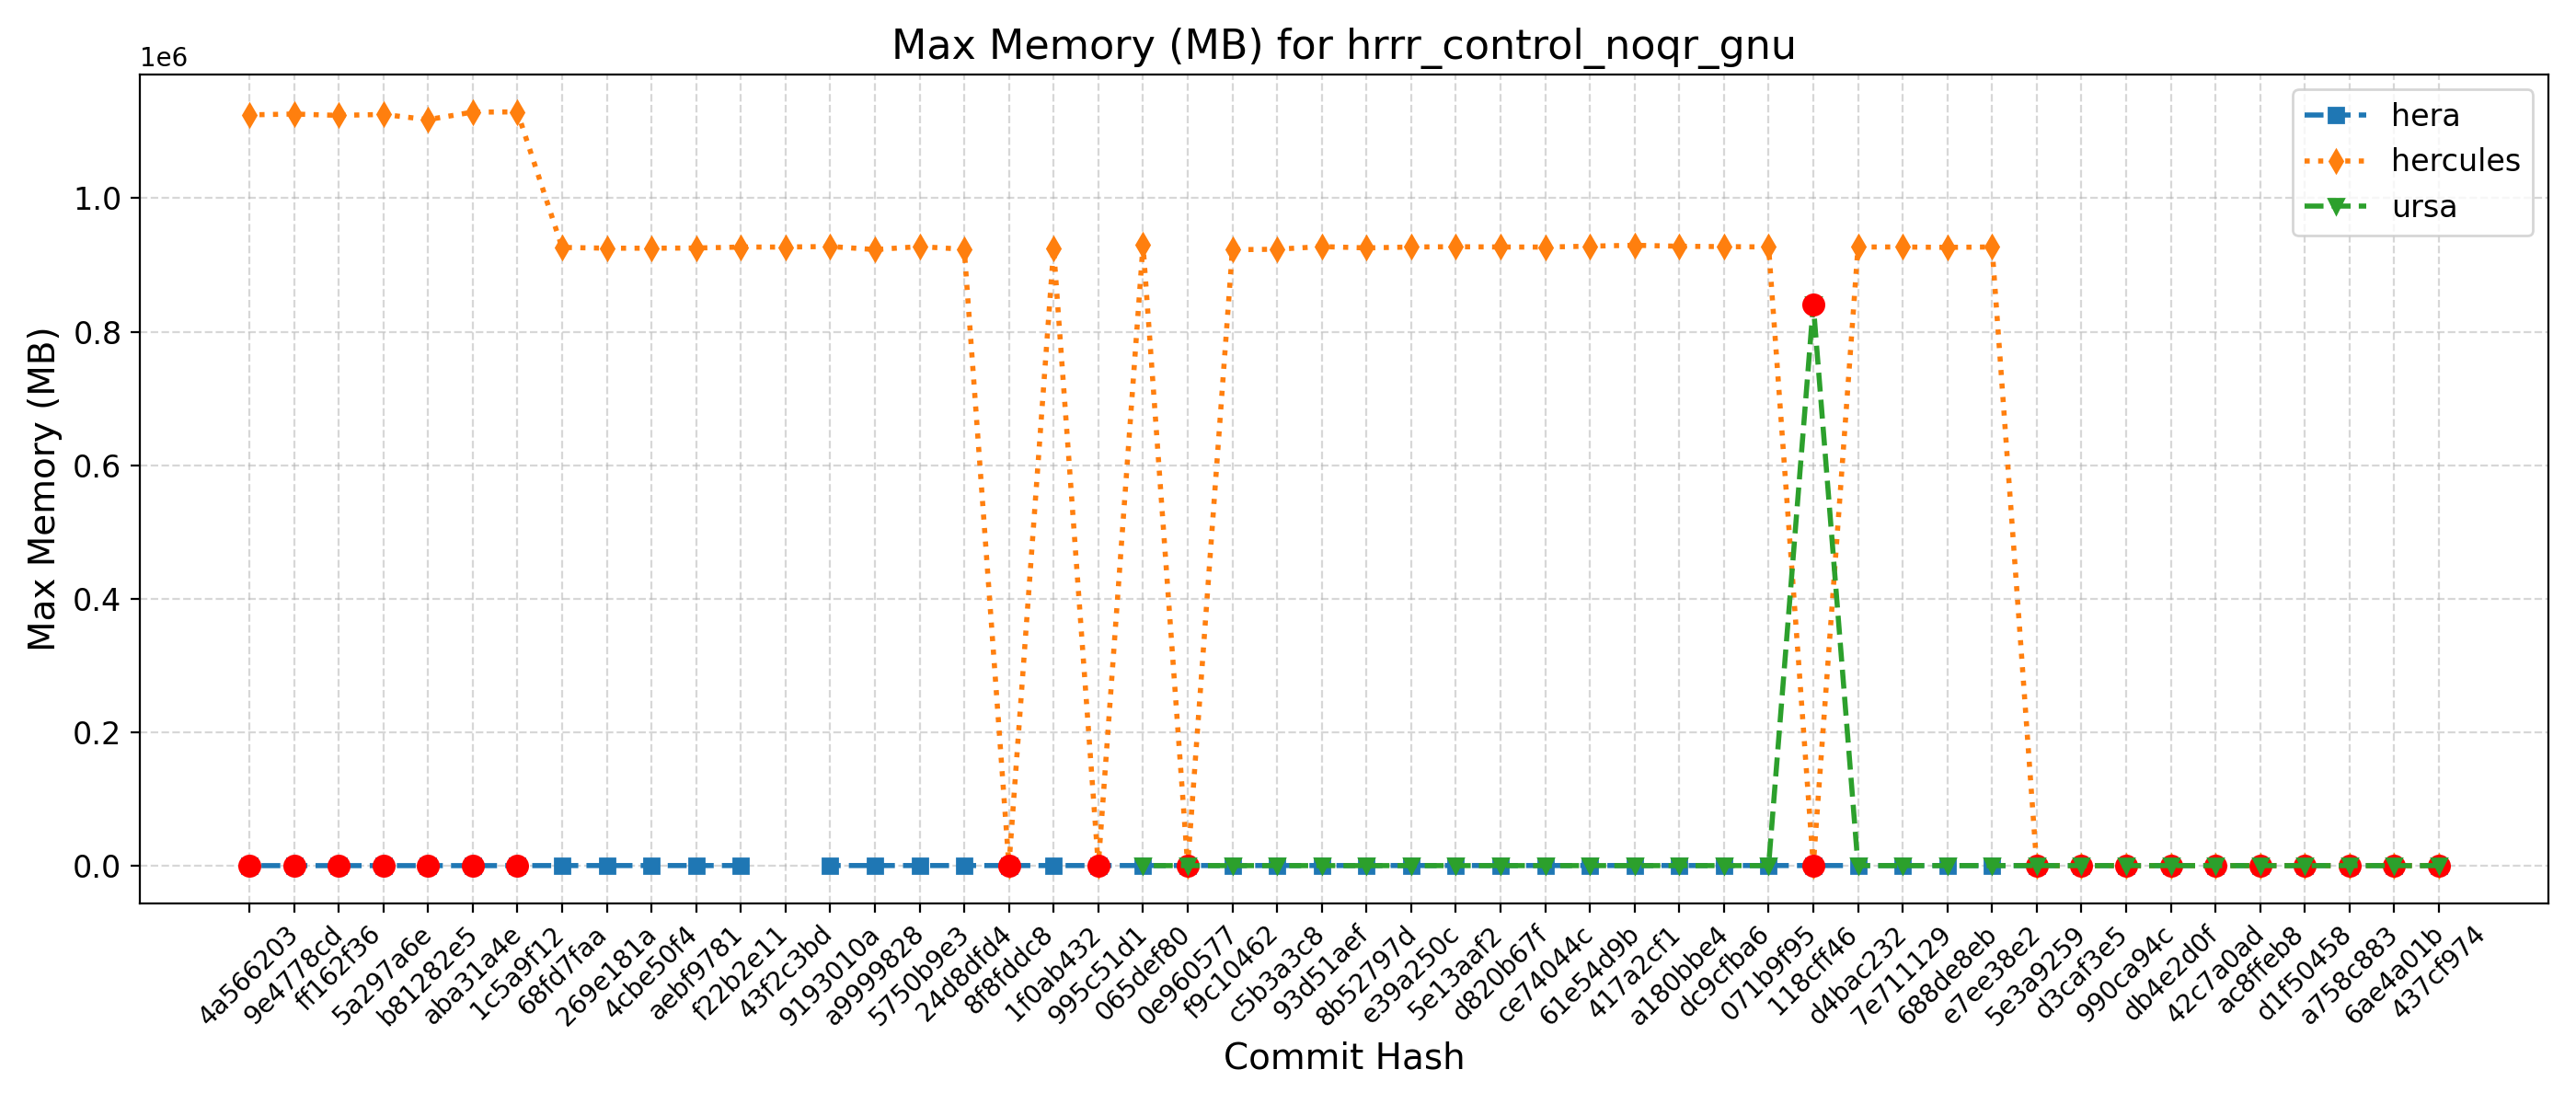 Max Memory (MB) for hrrr_control_noqr_gnu
1e6
hera
hercules
ursa
1.0
0.8
0.6
0.4
0.2
0.0
Max Memory (MB)
4a566203
9e4778cd
ff162f36
5a297a6e
b81282e5
aba31a4e
1c5a9f12
68fd7faa
269e181a
4cbe50f4
aebf9781
f22b2e11
43f2c3bd
9193010a
a9999828
5750b9e3
24d8dfd4
8f8fddc8
1f0ab432
995c51d1
065def80
0e960577
f9c10462
c5b3a3c8
93d51aef
8b52797d
e39a250c
5e13aaf2
d820b67f
ce74044c
61e54d9b
417a2cf1
a180bbe4
dc9cfba6
071b9f95
118cff46
d4bac232
7e711129
688de8eb
e7ee38e2
5e3a9259
d3caf3e5
990ca94c
db4e2d0f
42c7a0ad
ac8ffeb8
d1f50458
a758c883
6ae4a01b
437cf974
Commit Hash